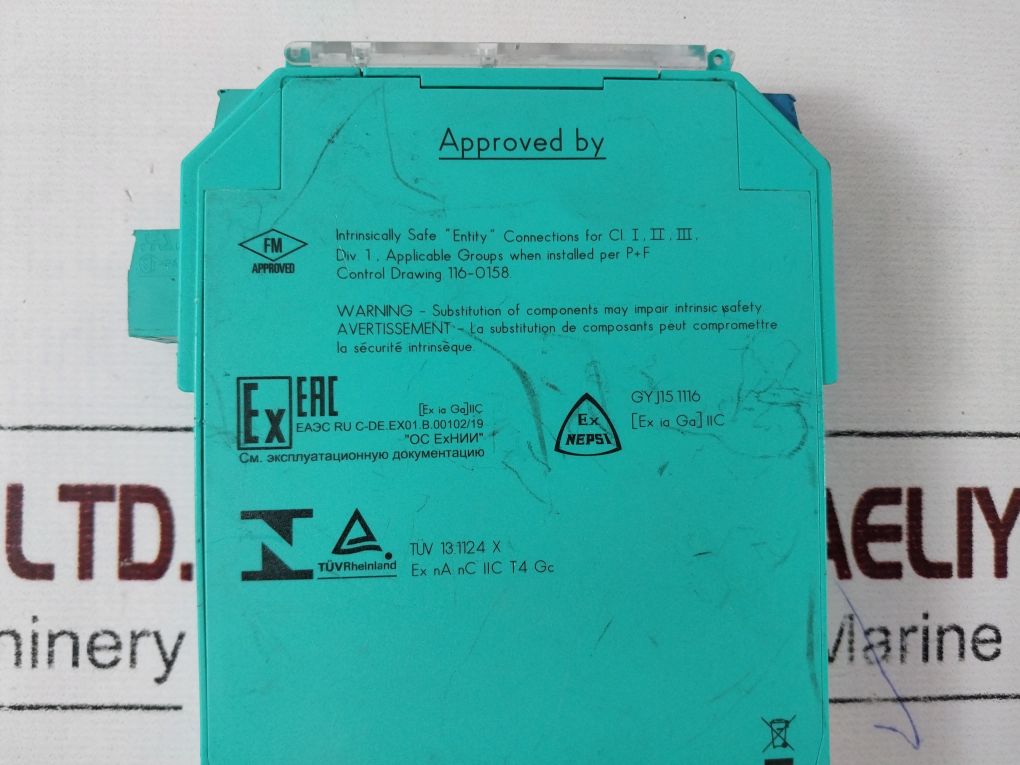 Approved by
FM
APPROVED
Intrinsically Safe "Entity" Connections for Cl. I, II, III,
Div. 1, Applicable Groups when installed per P+F
Control Drawing 116-0158.
WARNING - Substitution of components may impair intrinsic safety
AVERTISSEMENT - La substitution de composants peut compromettre
la sécurité intrinsèque.
Ex EAC
[Ex ia Ga]IIC
ЕАЭС RU C-DE.EX01.B.00102/19
"ОС ЕхНИИ"
См. эксплуатационную документацию
Ex
NEPSI
GYJ15.1116
[Ex ia Ga] IIC
TÜVRheinland
TÜV 13.1124 X
Ex nA nC IIC T4 Gc
LTD.
AELIY
hinery
Marine